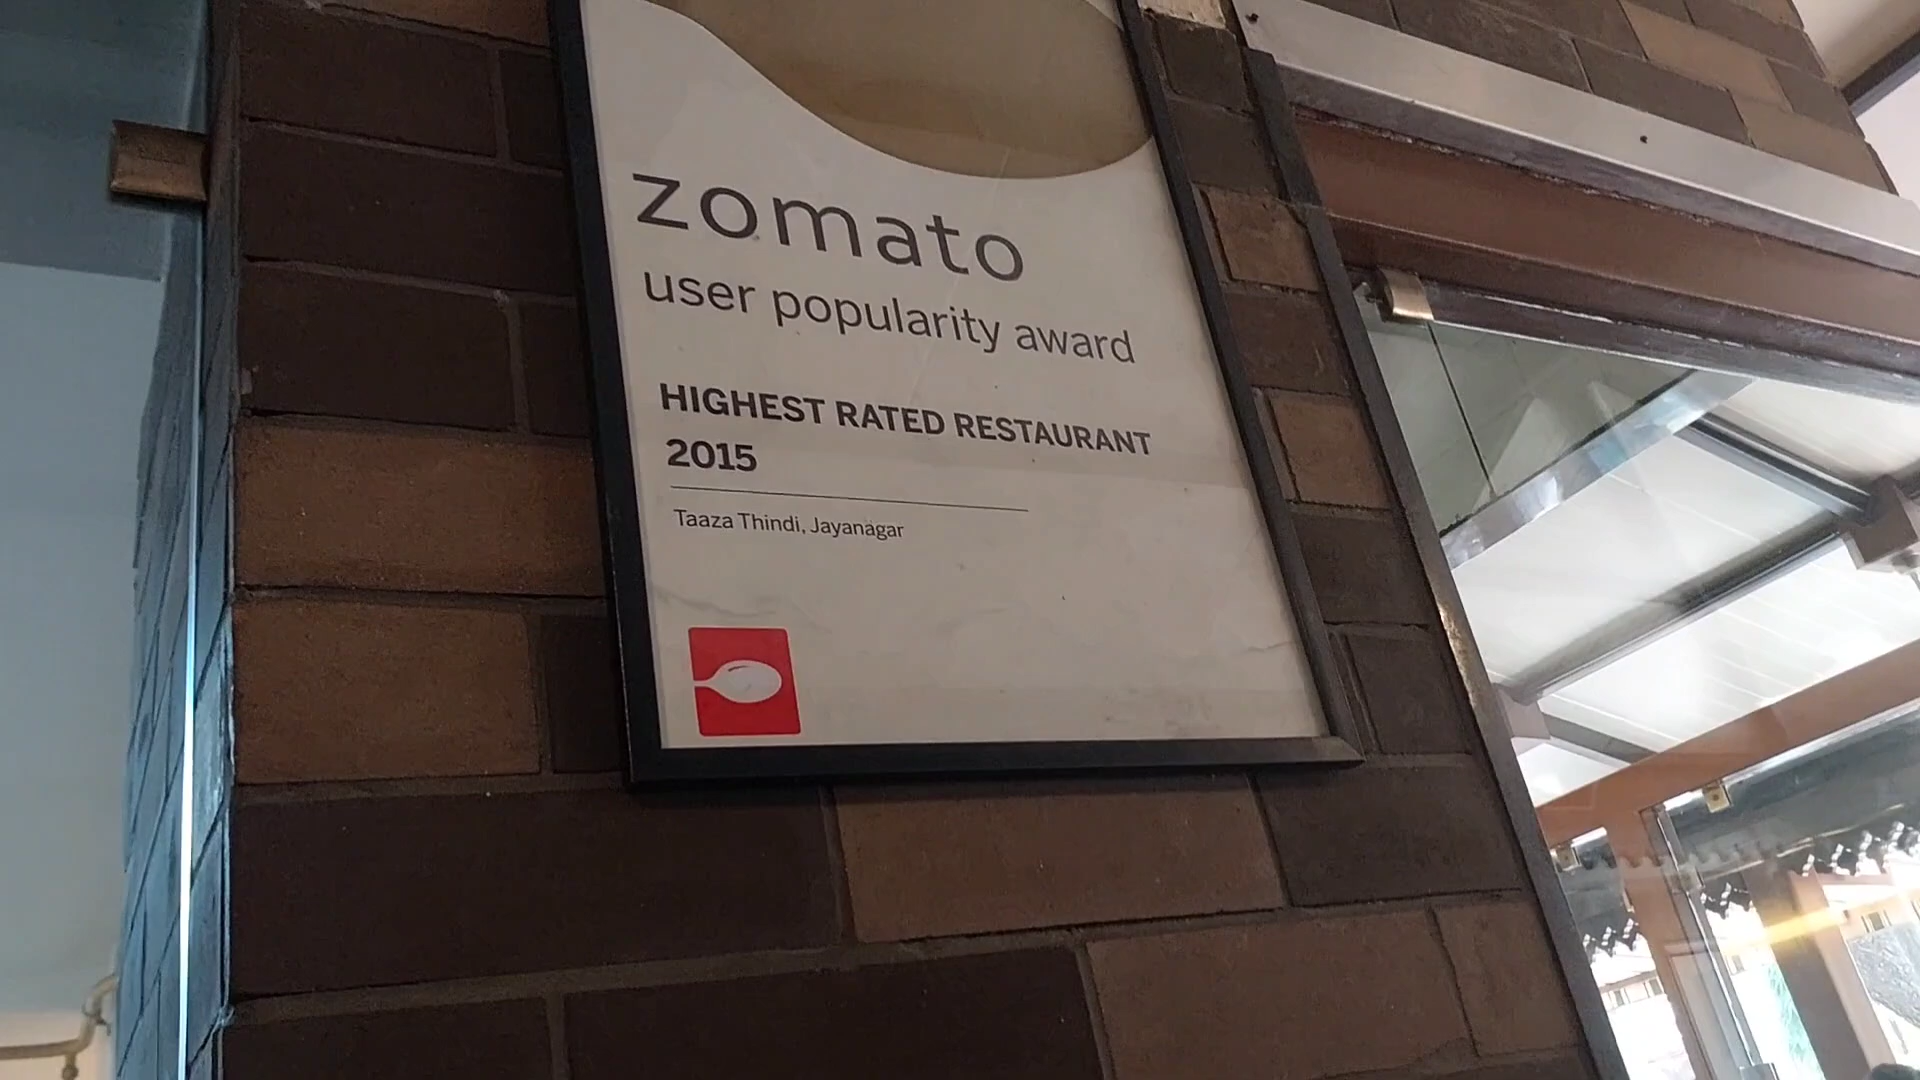 zomato
user popularity award
HIGHEST RATED RESTAURANT
2015
Taaza Thindi, Jayanagar